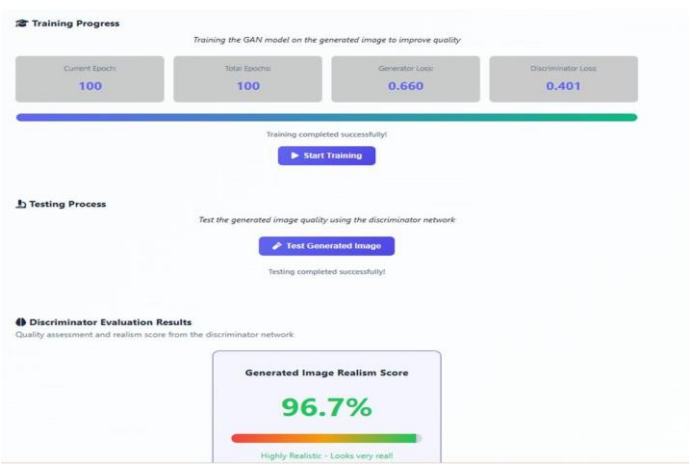 Training Progress
Training the GAN model on the generated image to improve quality
Current Epoch: Total Epochs: Generator Loss: Discriminator Loss:
100 100 0.660 0.401
Training completed successfully!
Start Training
Testing Process
Test the generated image quality using the discriminator network
Test Generated Image
Testing completed successfully!
Discriminator Evaluation Results
Quality assessment and realism score from the discriminator network
Generated Image Realism Score
96.7%
Highly Realistic - Looks very real!